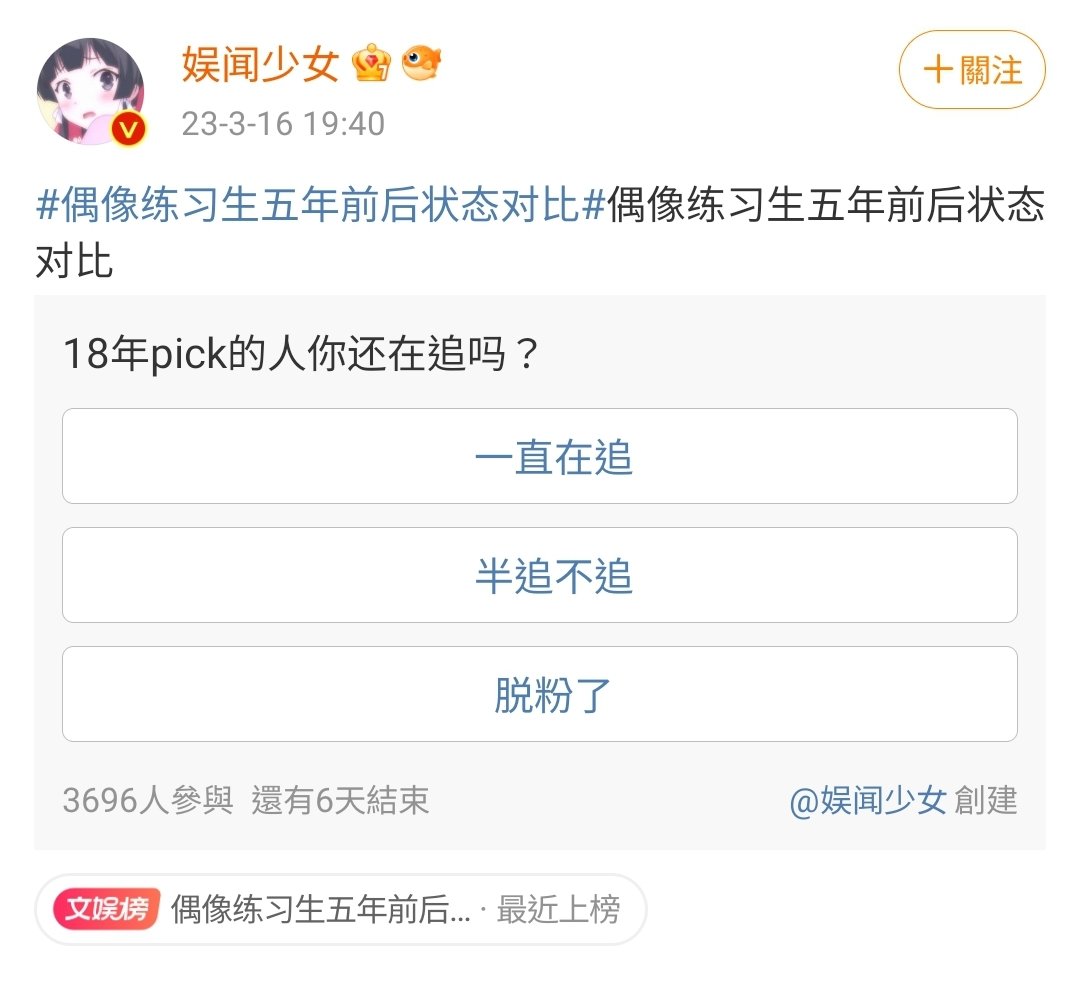 娱闻少女
十關注
23-3-16 19:40
#偶像练习生五年前后状态对比#偶像练习生五年前后状态
对比
18年pick的人你还在追吗？
一直在追
半追不追
脱粉了
3696人參與 還有6天結束
@娱闻少女 創建
文娱榜 偶像练习生五年前后... · 最近上榜